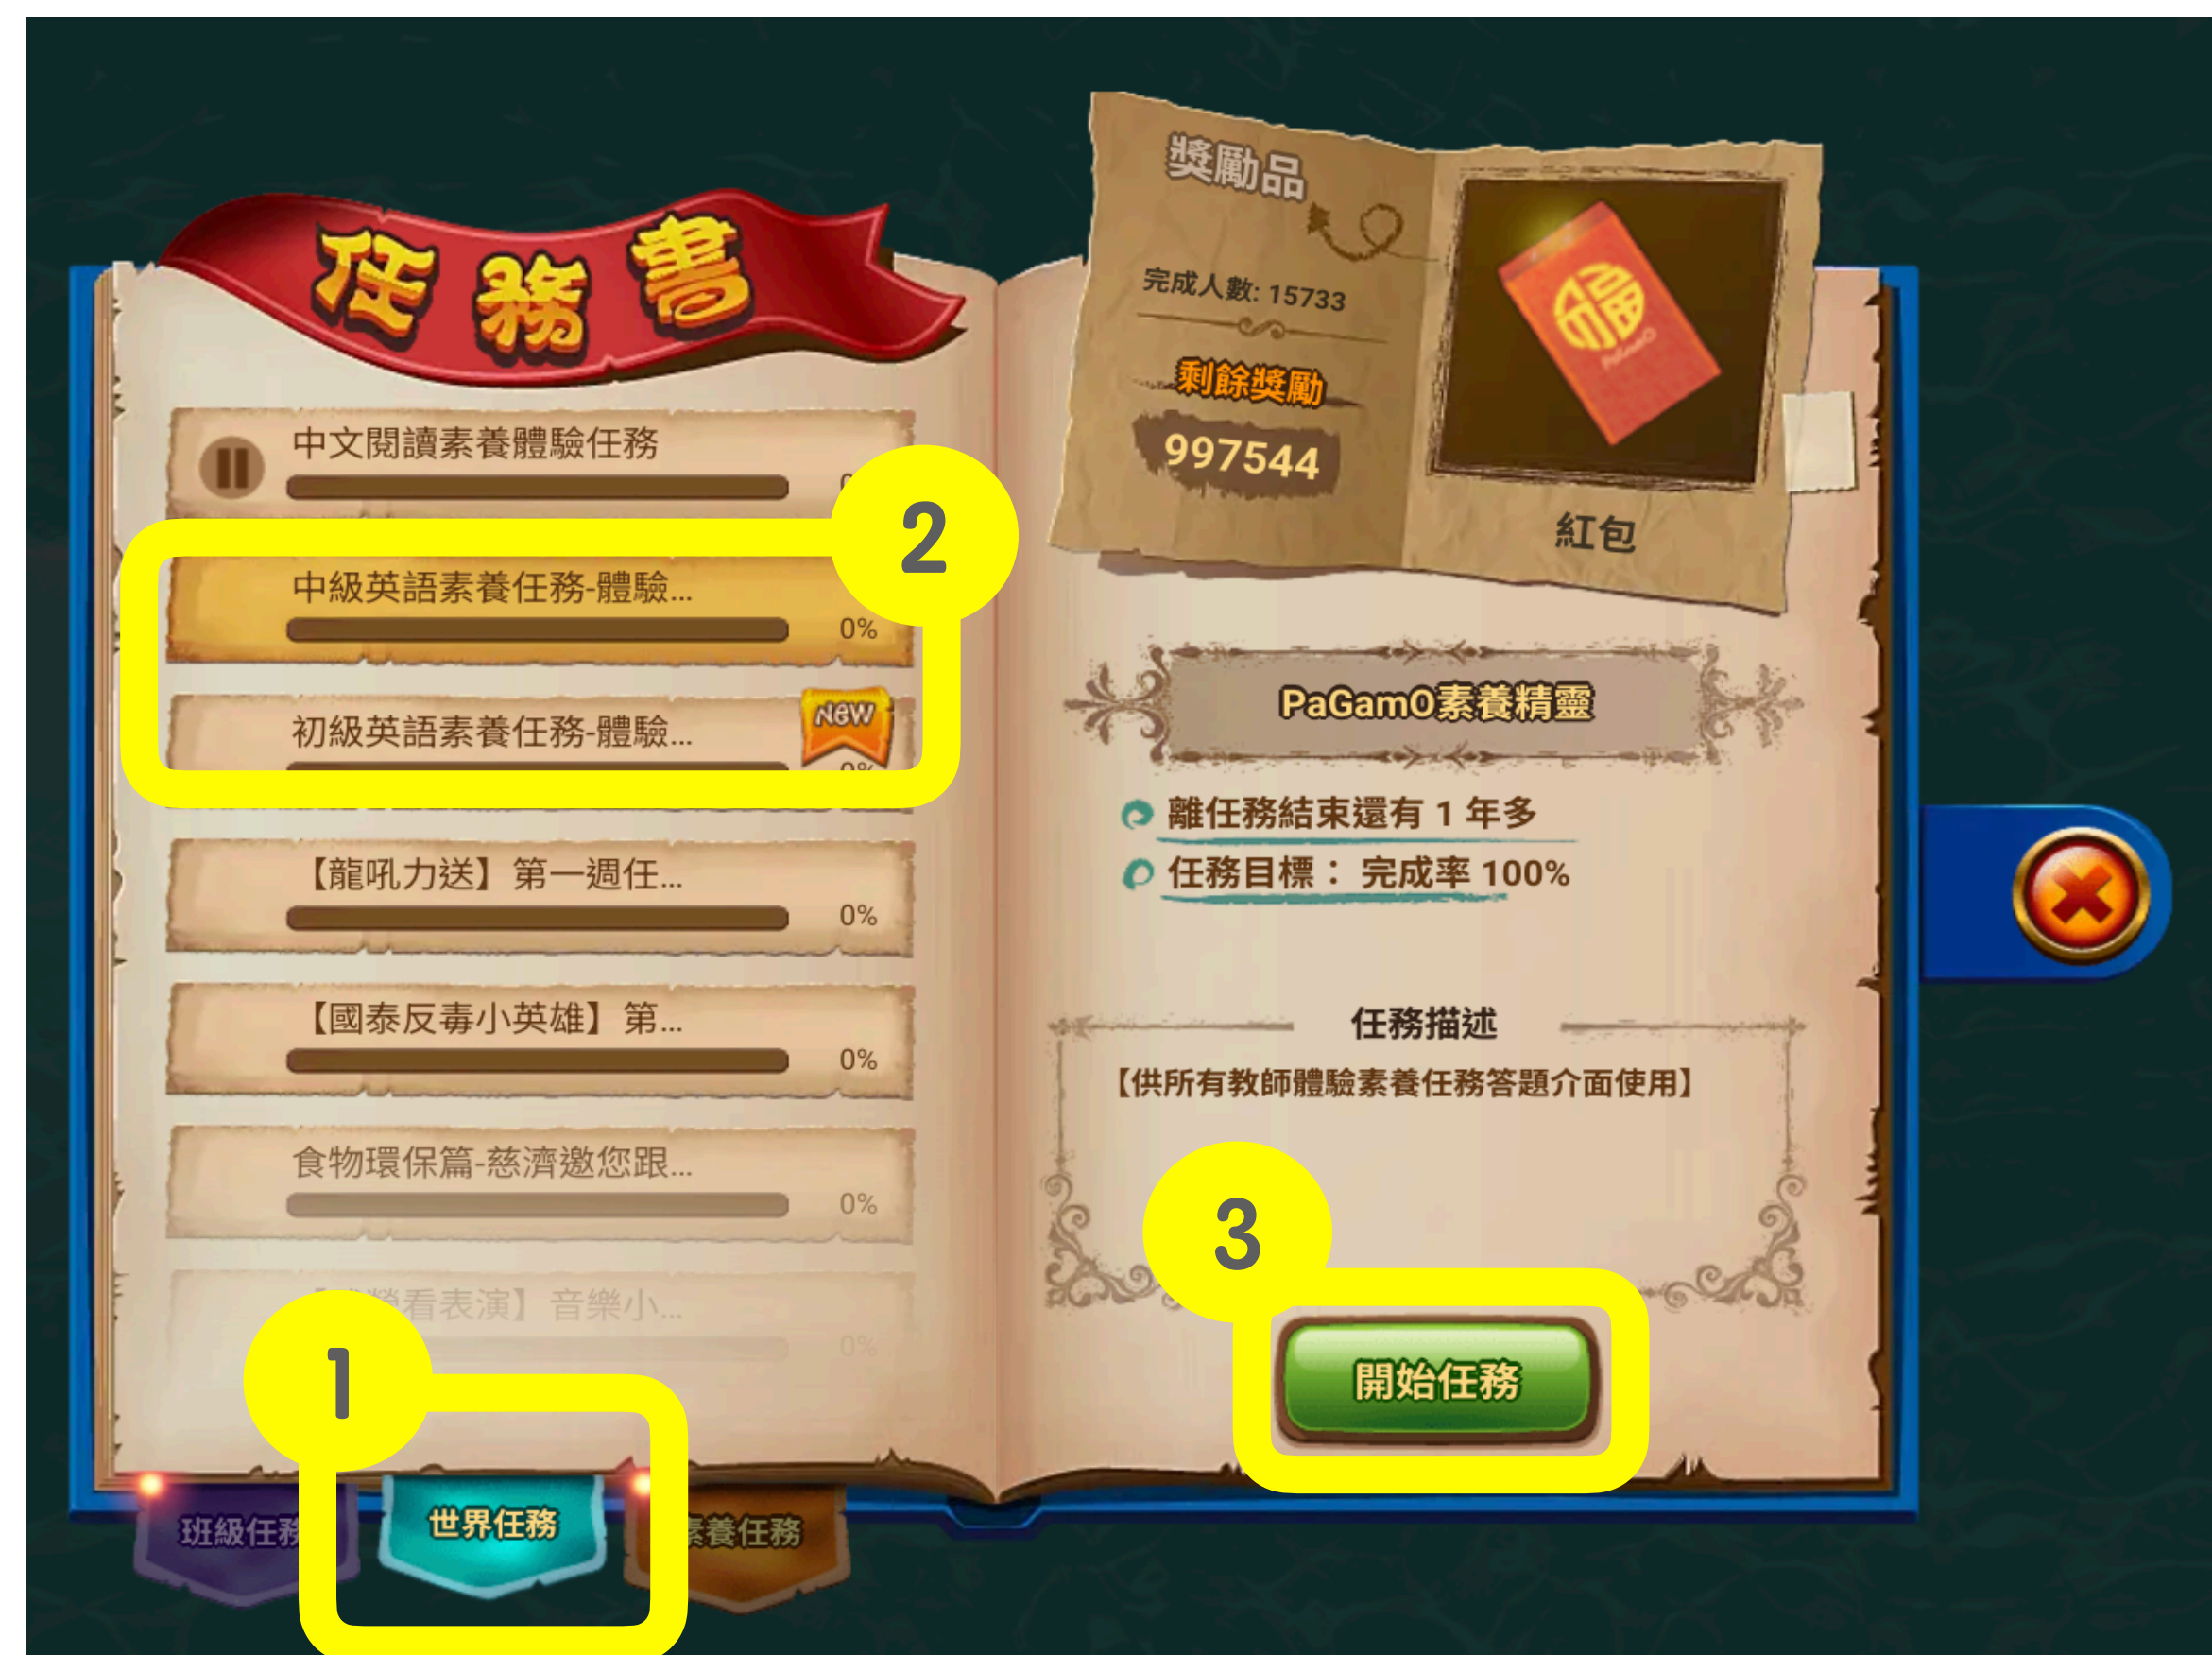 任務書
中文閱讀素養體驗任務
2
中級英語素養任務-體驗...
0%
初級英語素養任務-體驗...
New
0%
【龍吼力送】第一週任...
0%
【國泰反毒小英雄】第...
0%
食物環保篇-慈濟邀您跟...
0%
看表演】音樂小...
0%
1
班級任務
世界任務
素養任務
獎勵品
完成人數: 15733
剩餘獎勵
997544
福
PaGamO
紅包
PaGamO素養精靈
離任務結束還有 1 年多
任務目標： 完成率 100%
任務描述
【供所有教師體驗素養任務答題介面使用】
3
開始任務